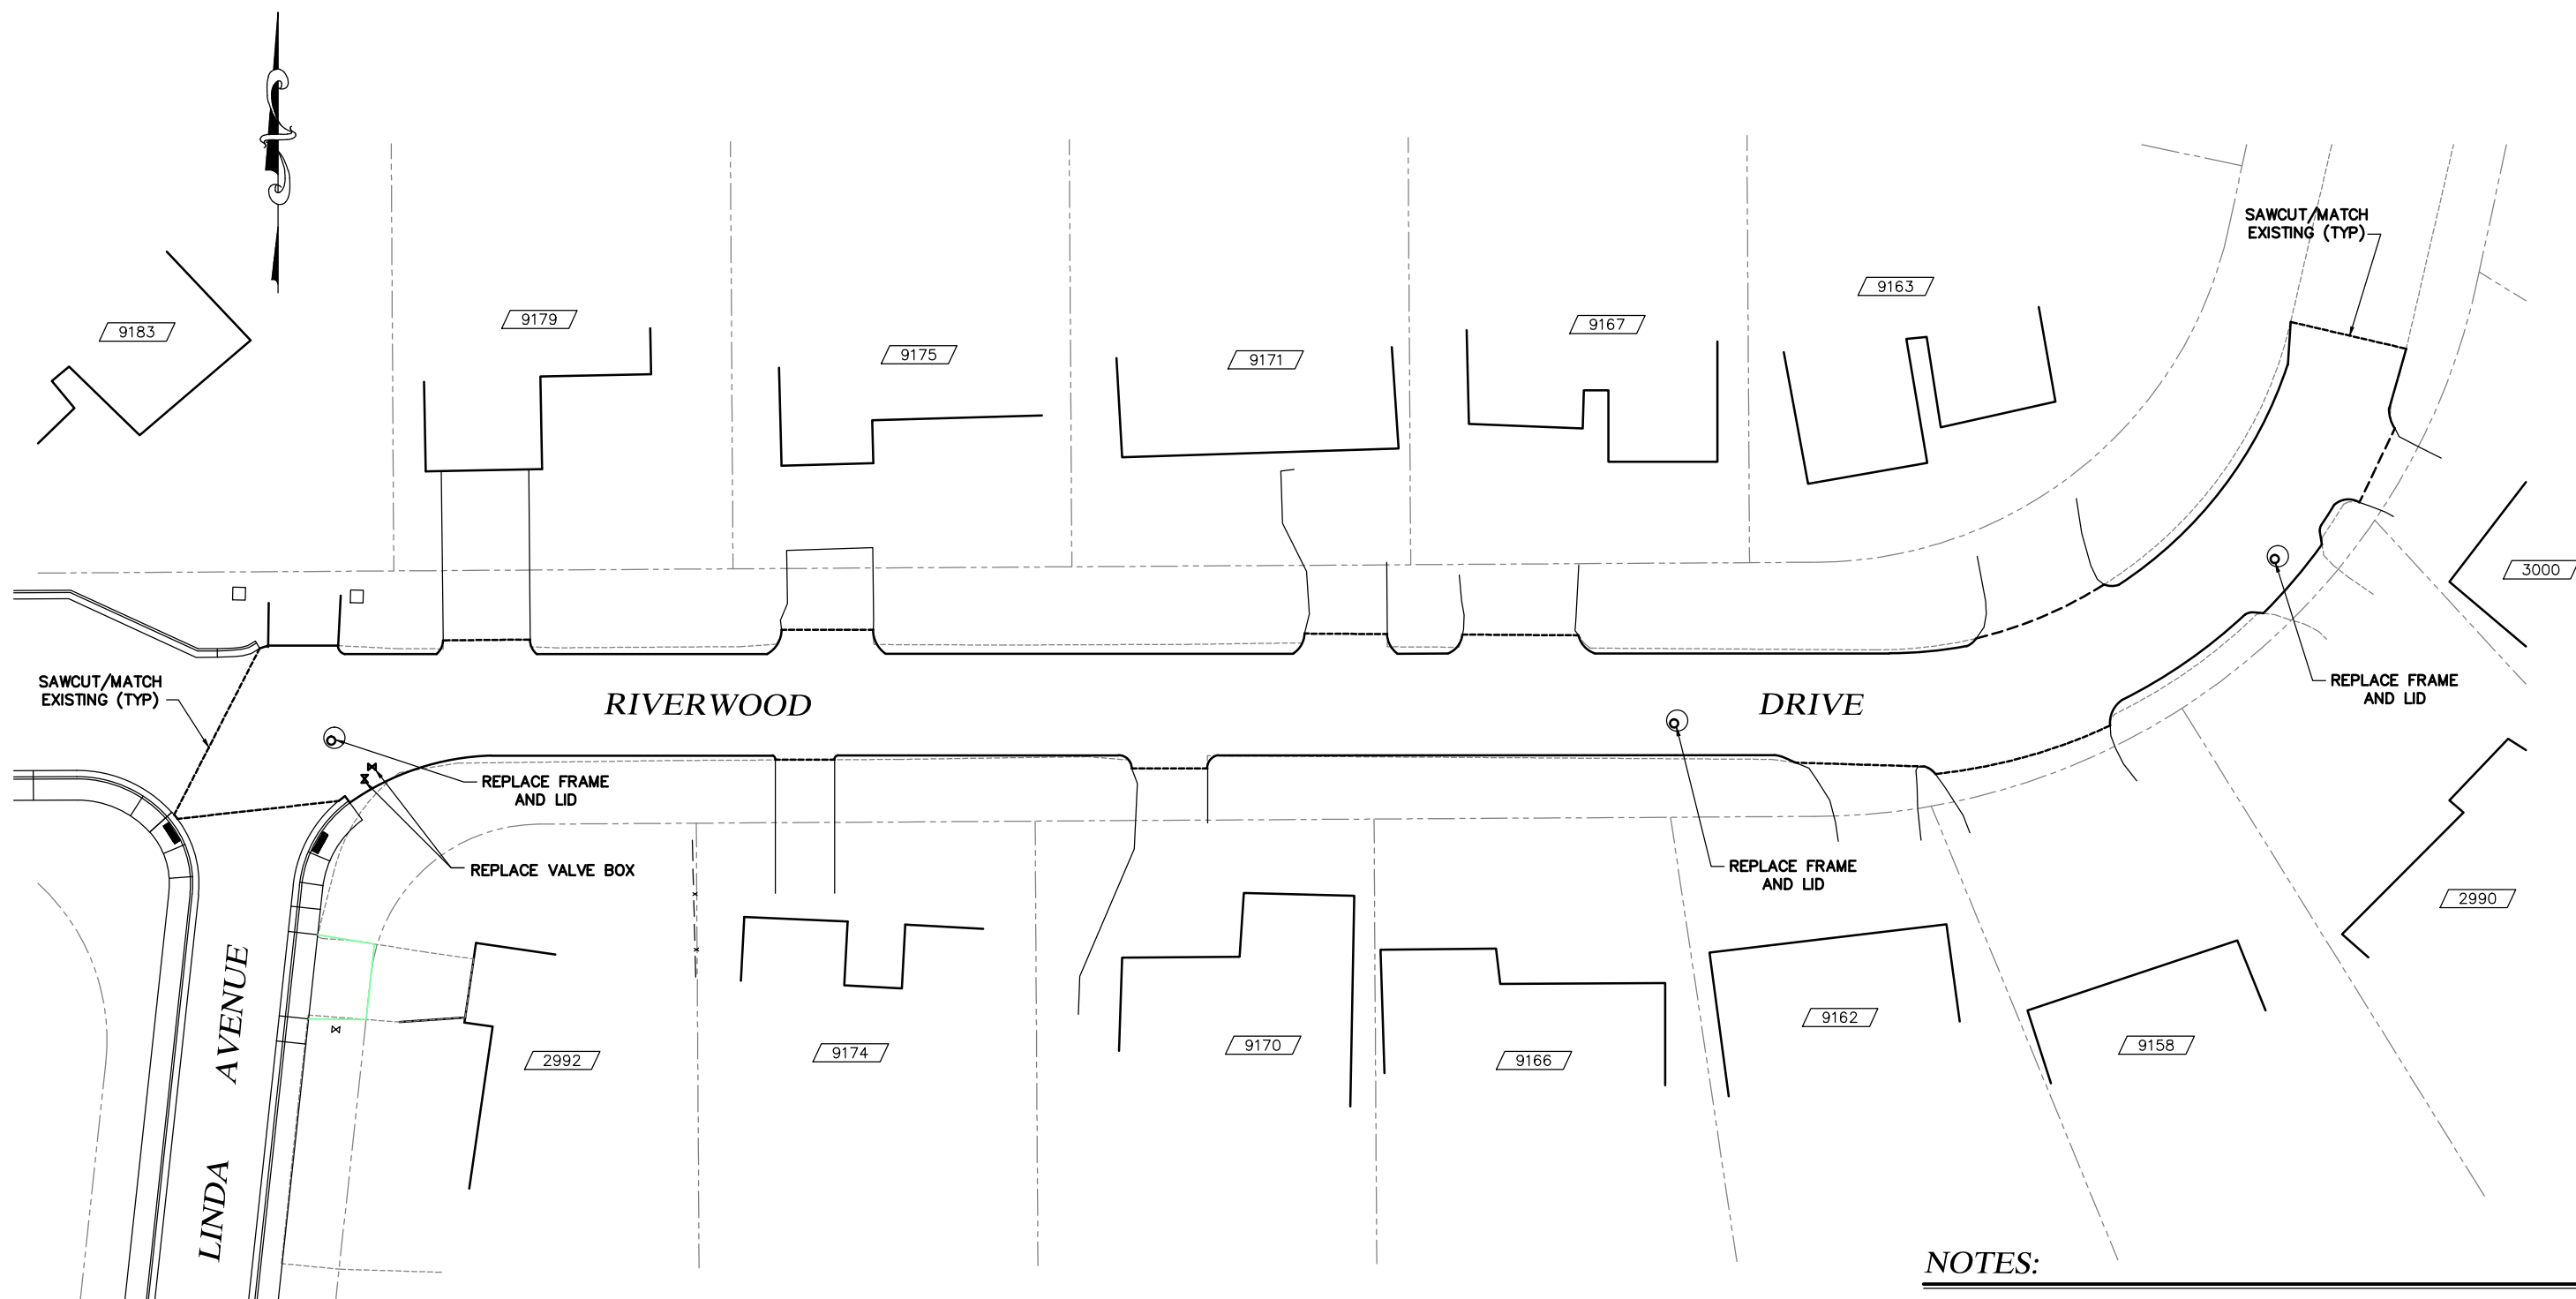 SAWCUT/MATCH
EXISTING (TYP)
9163
9179
9167
9183
9175
9171
3000
SAWCUT/MATCH
EXISTING (TYP)
RIVERWOOD DRIVE
REPLACE FRAME
AND LID
REPLACE FRAME
AND LID
REPLACE VALVE BOX
REPLACE FRAME
AND LID
2990
LINDA AVENUE
2992
9174
9170
9166
9162
9158
NOTES: